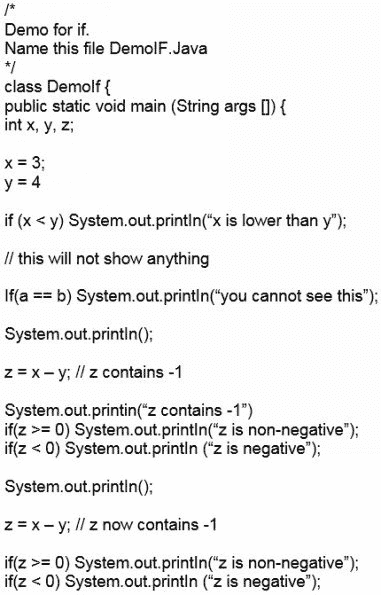 /*
Demo for if.
Name this file DemoIF.Java
*/
class DemoIf {
public static void main (String args []) {
int x, y, z;
x = 3;
y = 4
if (x < y) System.out.println(“x is lower than y”);
// this will not show anything
If(a == b) System.out.println(“you cannot see this”);
System.out.println();
z = x – y; // z contains -1
System.out.printin(“z contains -1”)
if(z >= 0) System.out.println(“z is non-negative”);
if(z < 0) System.out.println (“z is negative”);
System.out.println();
z = x – y; // z now contains -1
if(z >= 0) System.out.println(“z is non-negative”);
if(z < 0) System.out.println (“z is negative”);